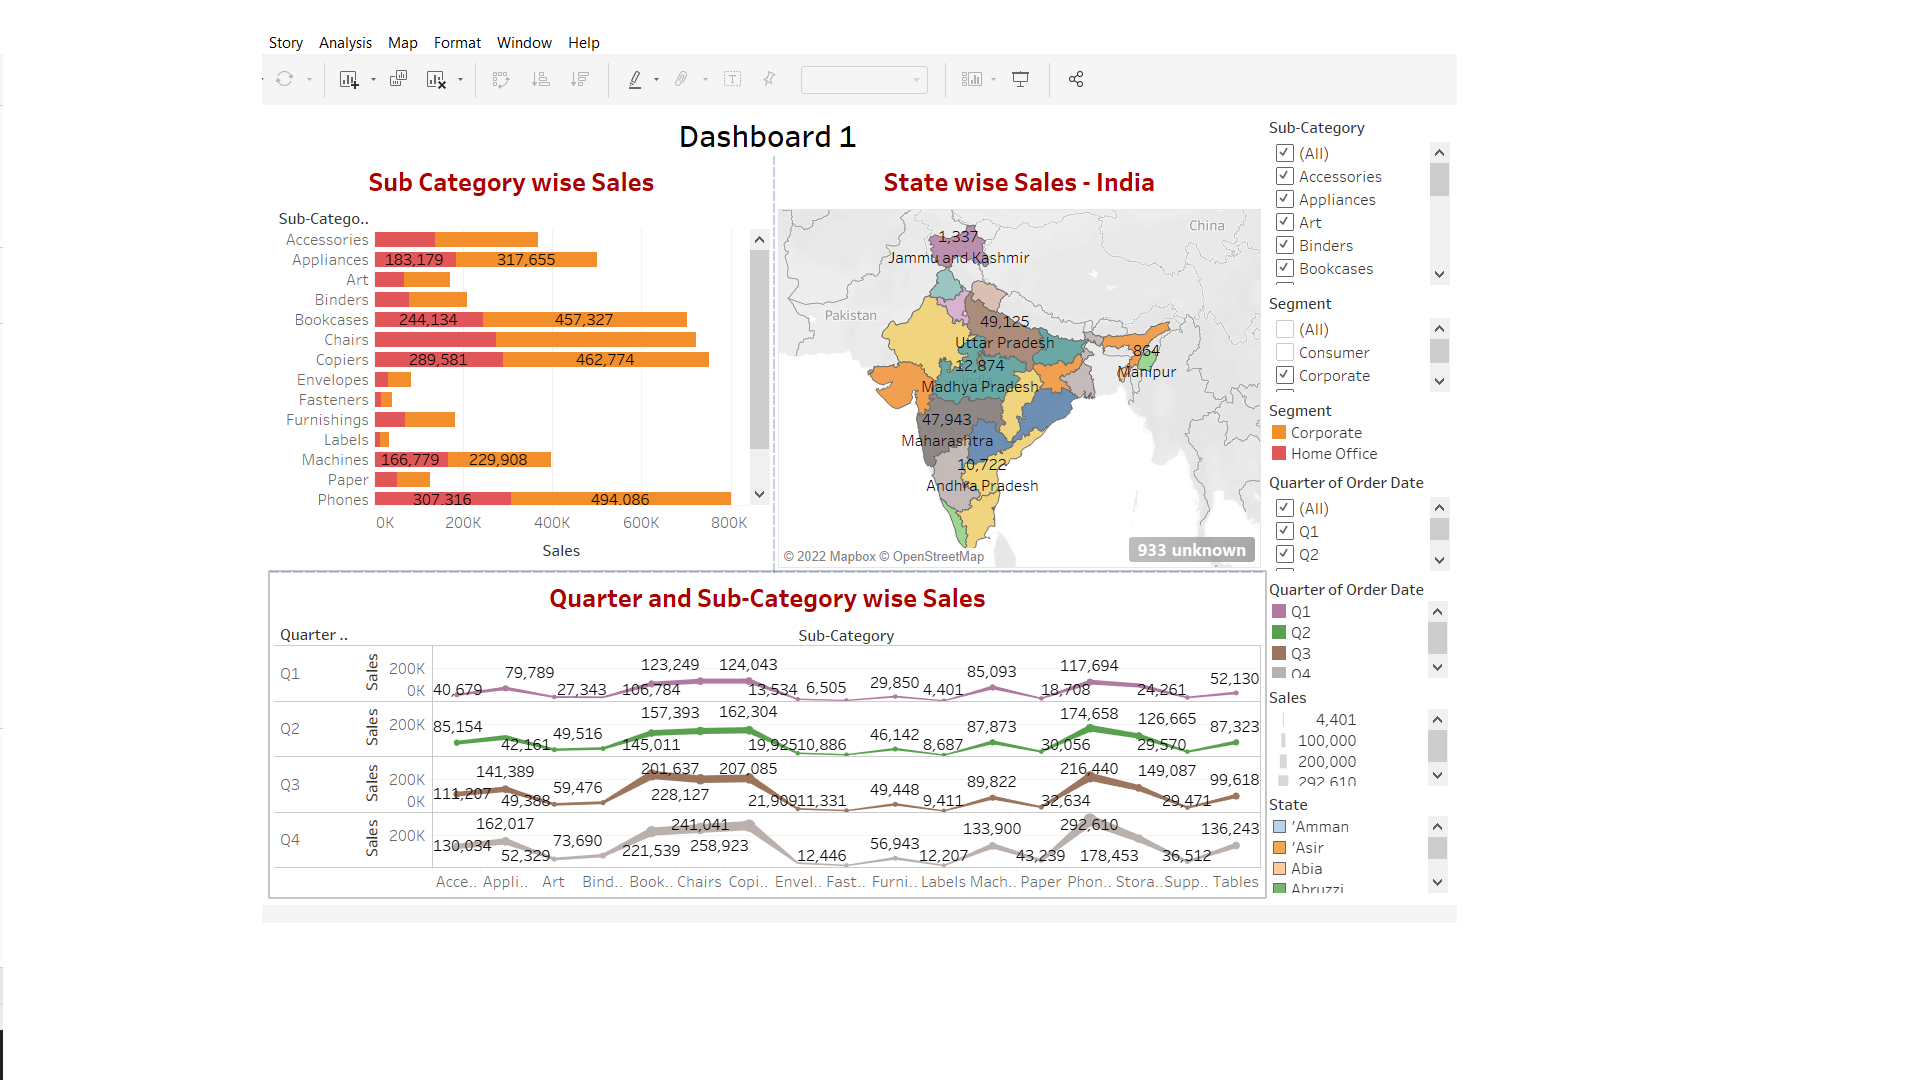 Story Analysis Map Format Window Help
Dashboard 1
Sub Category wise Sales
Sub-Catego..
Accessories
Appliances 183,179 317,655
Art
Binders
Bookcases 244,134 457,327
Chairs
Copiers 289,581 462,774
Envelopes
Fasteners
Furnishings
Labels
Machines 166,779 229,908
Paper
Phones 307,316 494,086
0K 200K 400K 600K 800K
Sales
State wise Sales - India
China
Pakistan
1,337
Jammu and Kashmir
49,125
Uttar Pradesh
864
Manipur
12,874
Madhya Pradesh
47,943
Maharashtra
10,722
Andhra Pradesh
© 2022 Mapbox © OpenStreetMap
933 unknown
Quarter and Sub-Category wise Sales
Quarter .. Sub-Category
Q1 Sales 200K 0K
79,789 123,249 124,043 85,093 117,694
40,679 27,343 106,784 13,534 6,505 29,850 4,401 18,708 24,261 52,130
Q2 Sales 200K
157,393 162,304 174,658 126,665
85,154 42,161 49,516 145,011 19,925 10,886 46,142 8,687 87,873 30,056 29,570 87,323
Q3 Sales 200K 0K
141,389 201,637 207,085 216,440 149,087
111,207 49,388 59,476 228,127 21,909 11,331 49,448 9,411 89,822 32,634 29,471 99,618
Q4 Sales 200K
162,017 241,041 133,900 292,610 136,243
130,034 52,329 73,690 221,539 258,923 12,446 56,943 12,207 43,239 178,453 36,512
Acce.. Appli.. Art Bind.. Book.. Chairs Copi.. Envel.. Fast.. Furni.. Labels Mach.. Paper Phon.. Stora.. Supp.. Tables
Sub-Category
(All)
Accessories
Appliances
Art
Binders
Bookcases
Segment
(All)
Consumer
Corporate
Segment
Corporate
Home Office
Quarter of Order Date
(All)
Q1
Q2
Quarter of Order Date
Q1
Q2
Q3
Q4
Sales
4,401
100,000
200,000
292,610
State
'Amman
'Asir
Abia
Abruzzi